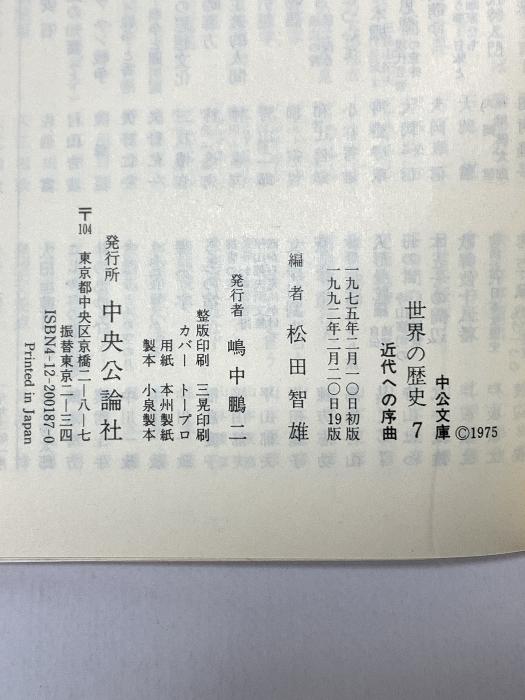 中公文庫
©1975
世界の歴史 7
近代への序曲
一九七五年二月一〇日初版
一九九二年二月二〇日19版
編者 松田智雄
発行者 嶋中鵬二
整版印刷 三晃印刷
カバー トープロ
用紙 本州製紙
製本 小泉製本
発行所 中央公論社
〒104 東京都中央区京橋二—八—七
振替東京二—三四
ISBN4-12-200187-0
Printed in Japan